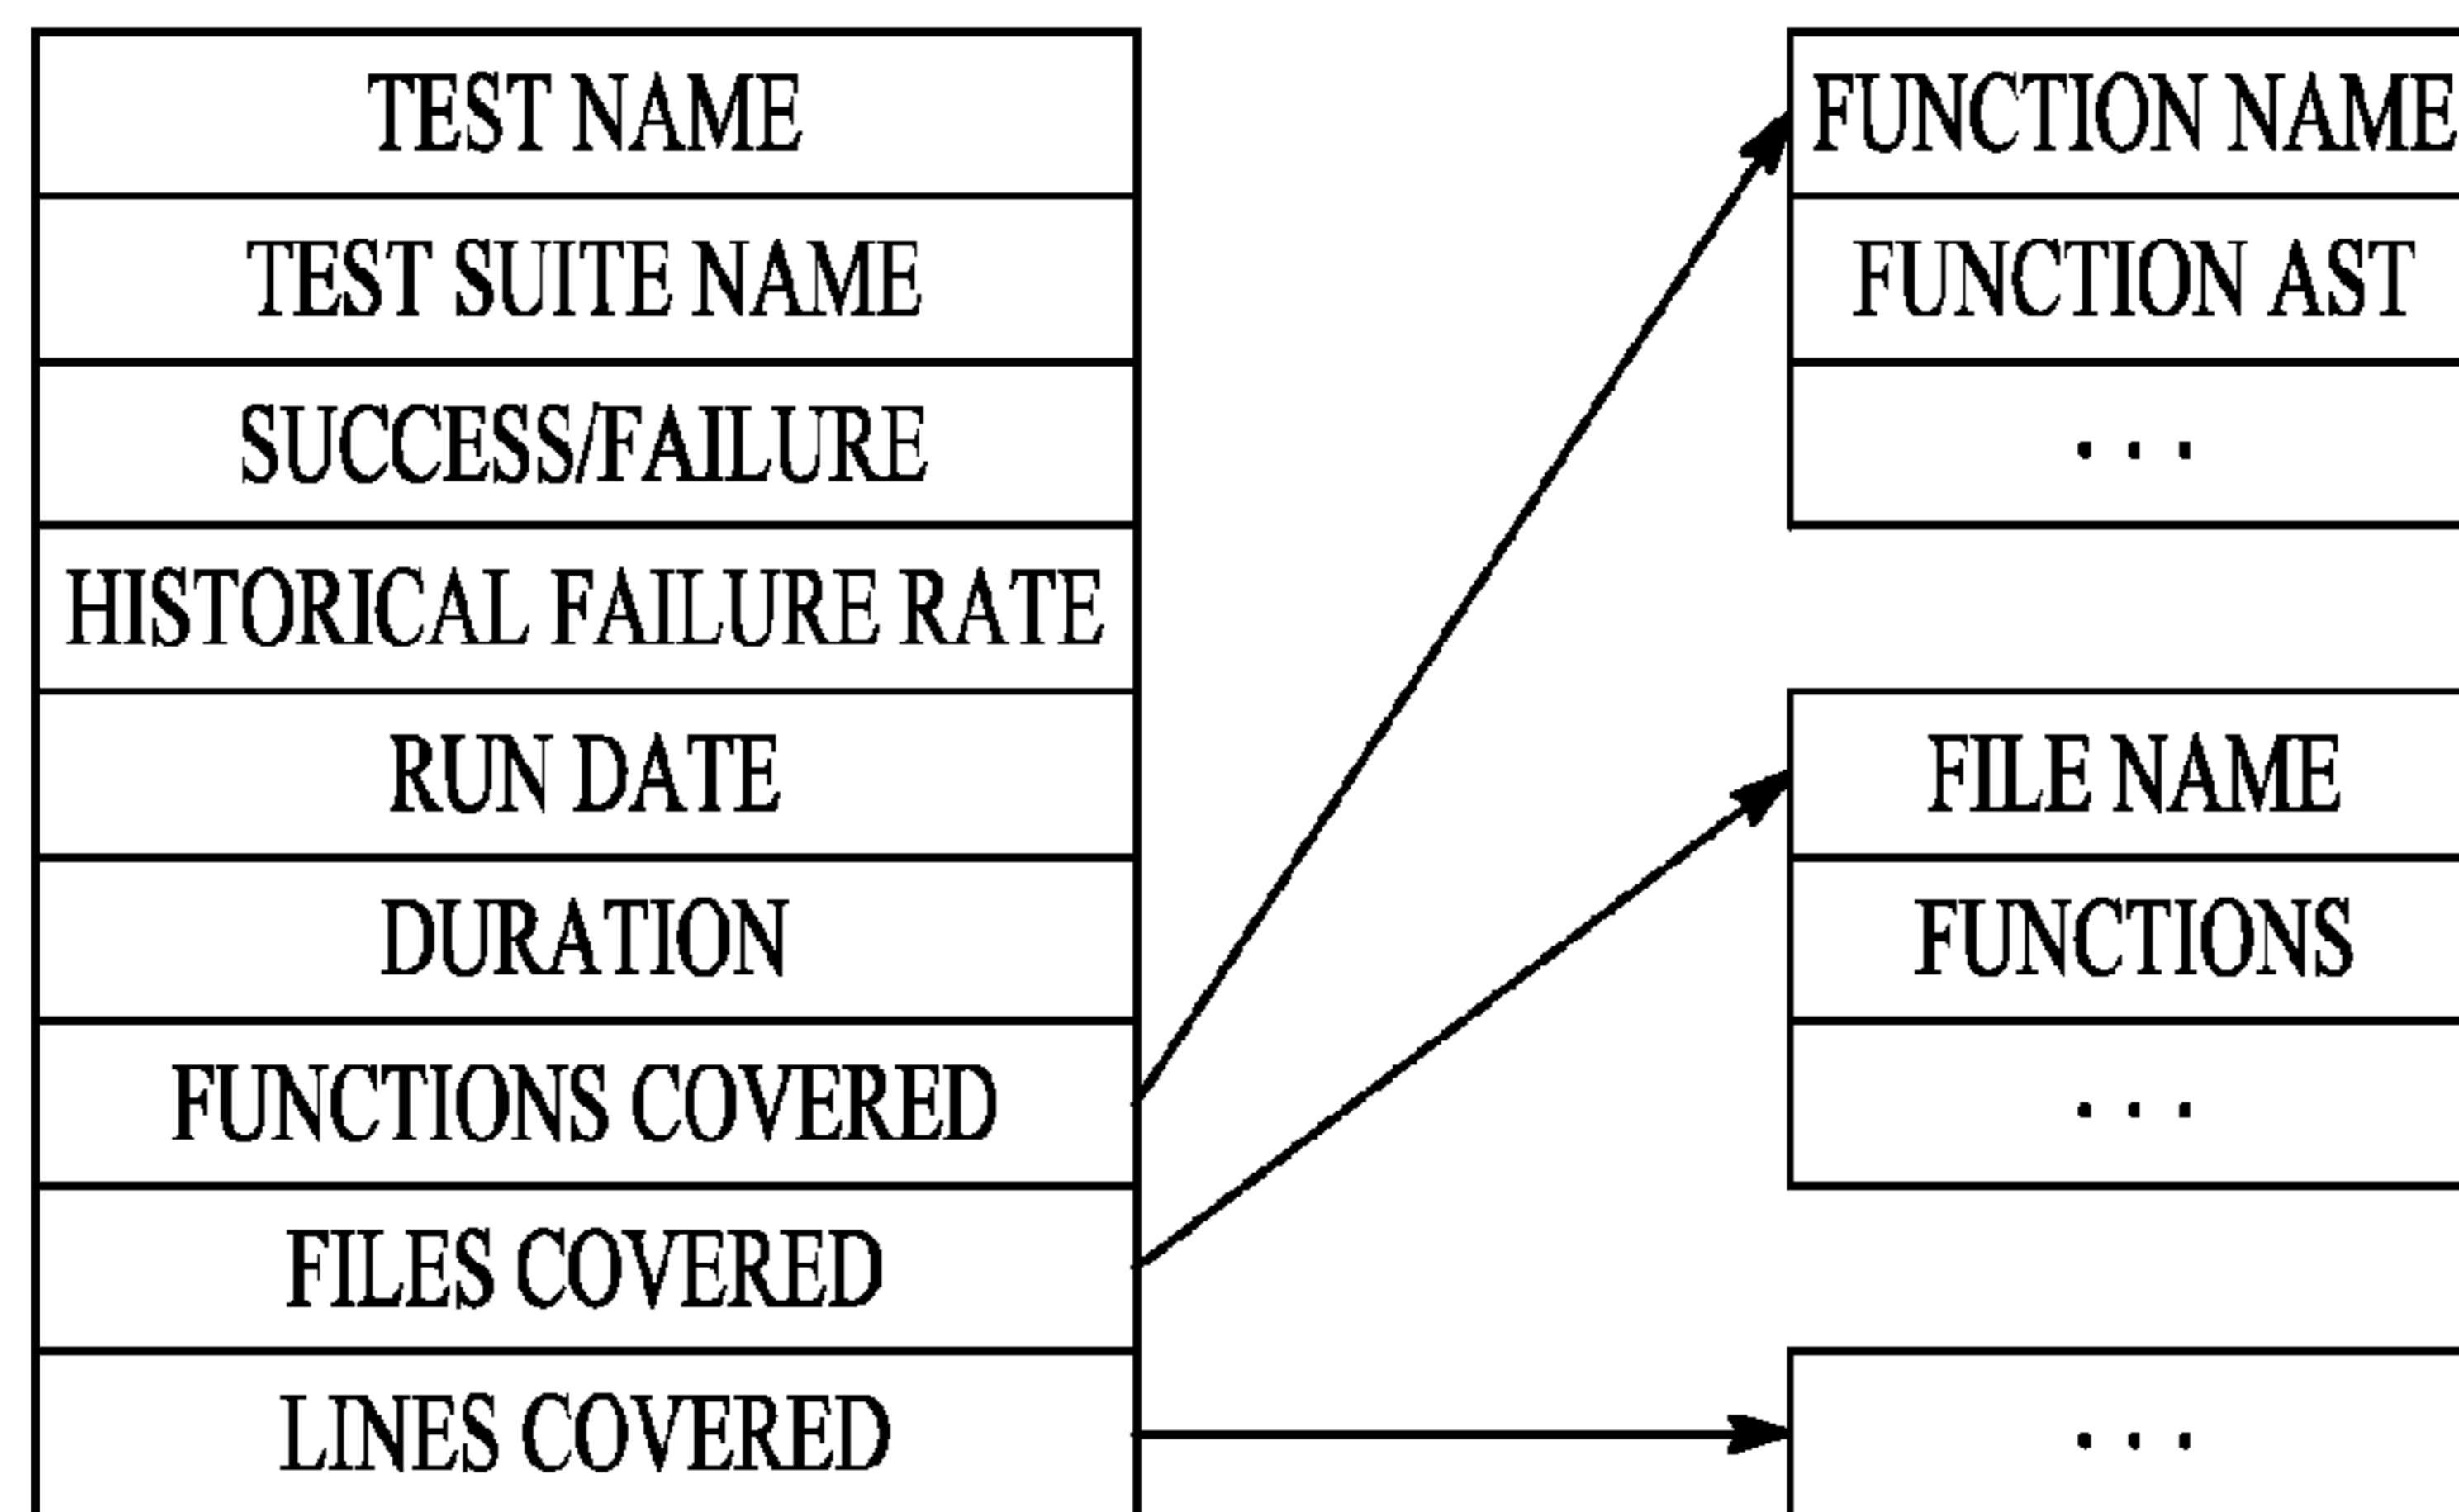 TEST NAME
TEST SUITE NAME
SUCCESS/FAILURE
HISTORICAL FAILURE RATE
RUN DATE
DURATION
FUNCTIONS COVERED
FILES COVERED
LINES COVERED
FUNCTION NAME
FUNCTION AST
. . .
FILE NAME
FUNCTIONS
. . .
. . .